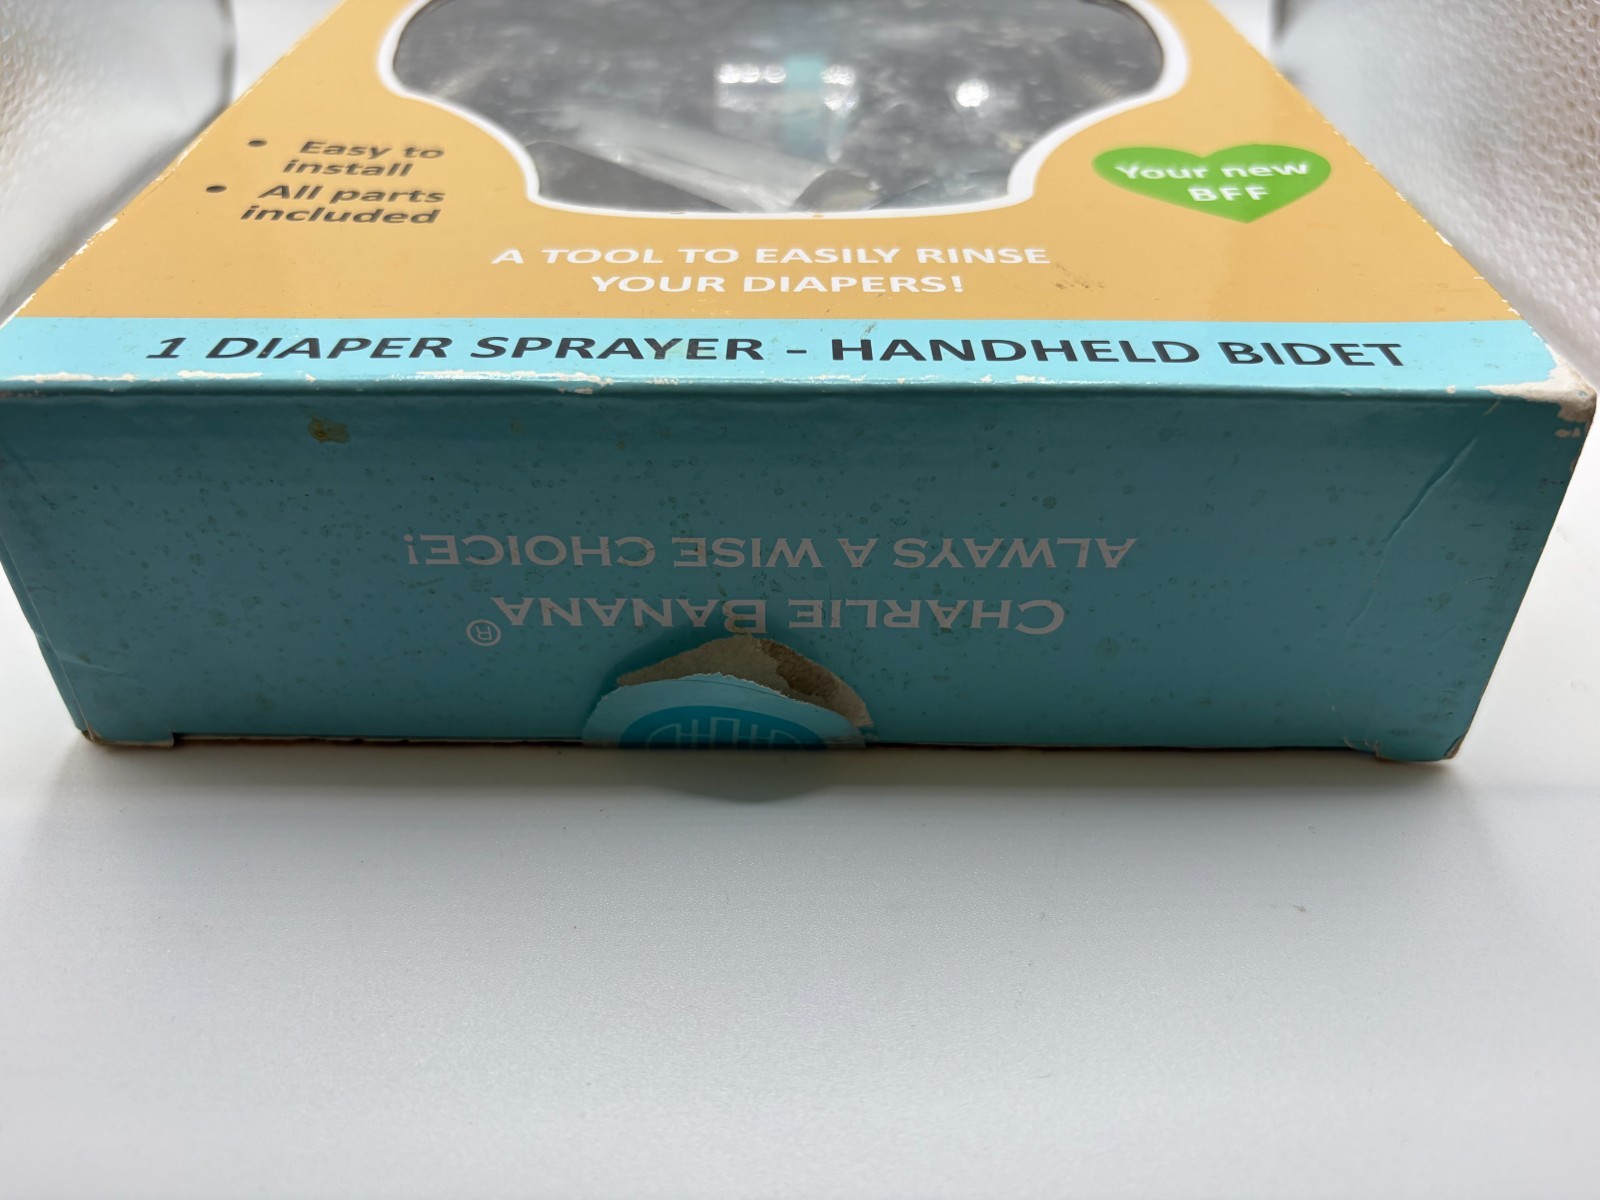 • Easy to
install
• All parts
included
Your new
BFF
A TOOL TO EASILY RINSE
YOUR DIAPERS!
1 DIAPER SPRAYER - HANDHELD BIDET
CHARLIE BANANA®
ALWAYS A WISE CHOICE!